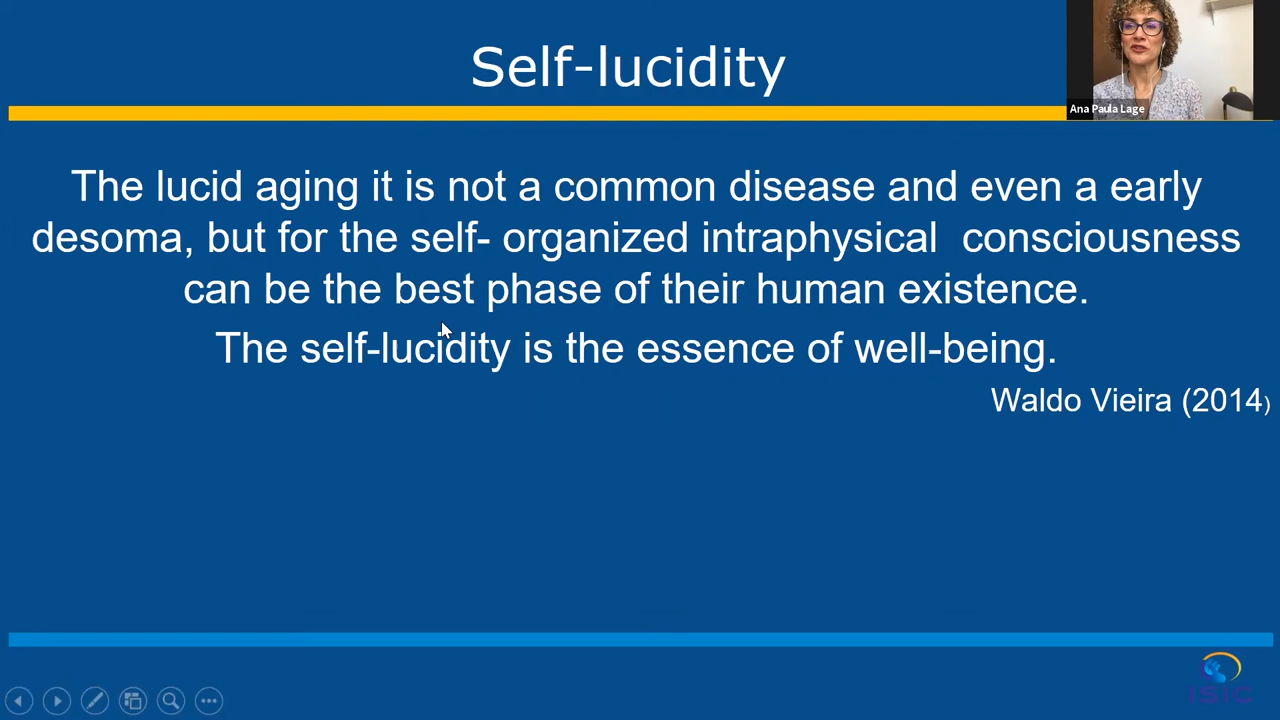 Self-lucidity
Ana Paula Lage
The lucid aging it is not a common disease and even a early
desoma, but for the self- organized intraphysical  consciousness
can be the best phase of their human existence.
The self-lucidity is the essence of well-being.
Waldo Vieira (2014)
ISIC